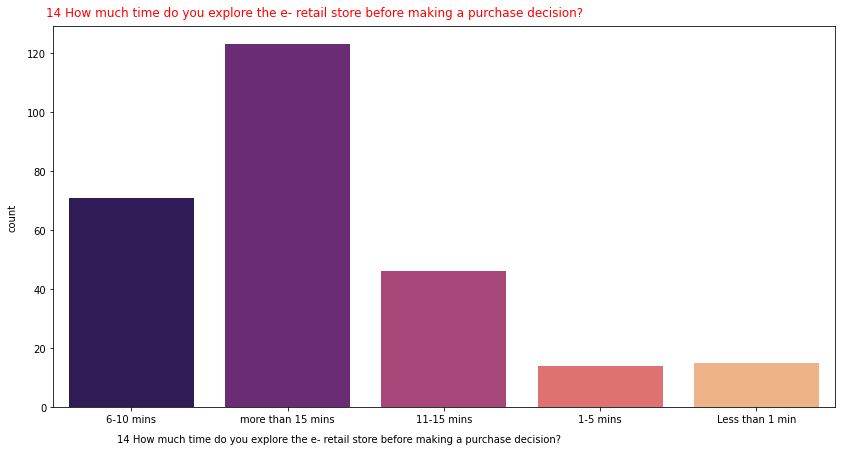 14 How much time do you explore the e- retail store before making a purchase decision?
120
100
80
60
40
20
0
count
6-10 mins more than 15 mins 11-15 mins 1-5 mins Less than 1 min
14 How much time do you explore the e- retail store before making a purchase decision?